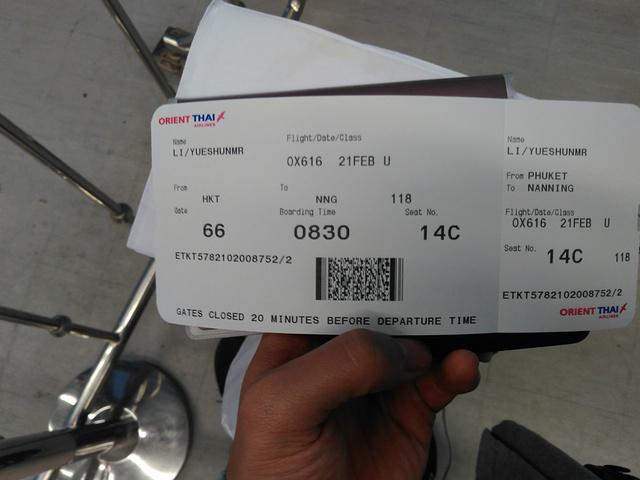 ORIENT THAI
AIRLINES
Name
LI/YUESHUNMR
Flight/Date/Class
OX616 21FEB U
From
To
HKT
NNG
118
Gate
Boarding Time
Seat No.
66
0830
14C
ETKT5782102008752/2
GATES CLOSED 20 MINUTES BEFORE DEPARTURE TIME
Name
LI/YUESHUNMR
From PHUKET
To NANNING
Flight/Date/Class
OX616 21FEB U
Seat No.
14C
118
ETKT5782102008752/2
ORIENT THAI
AIRLINES